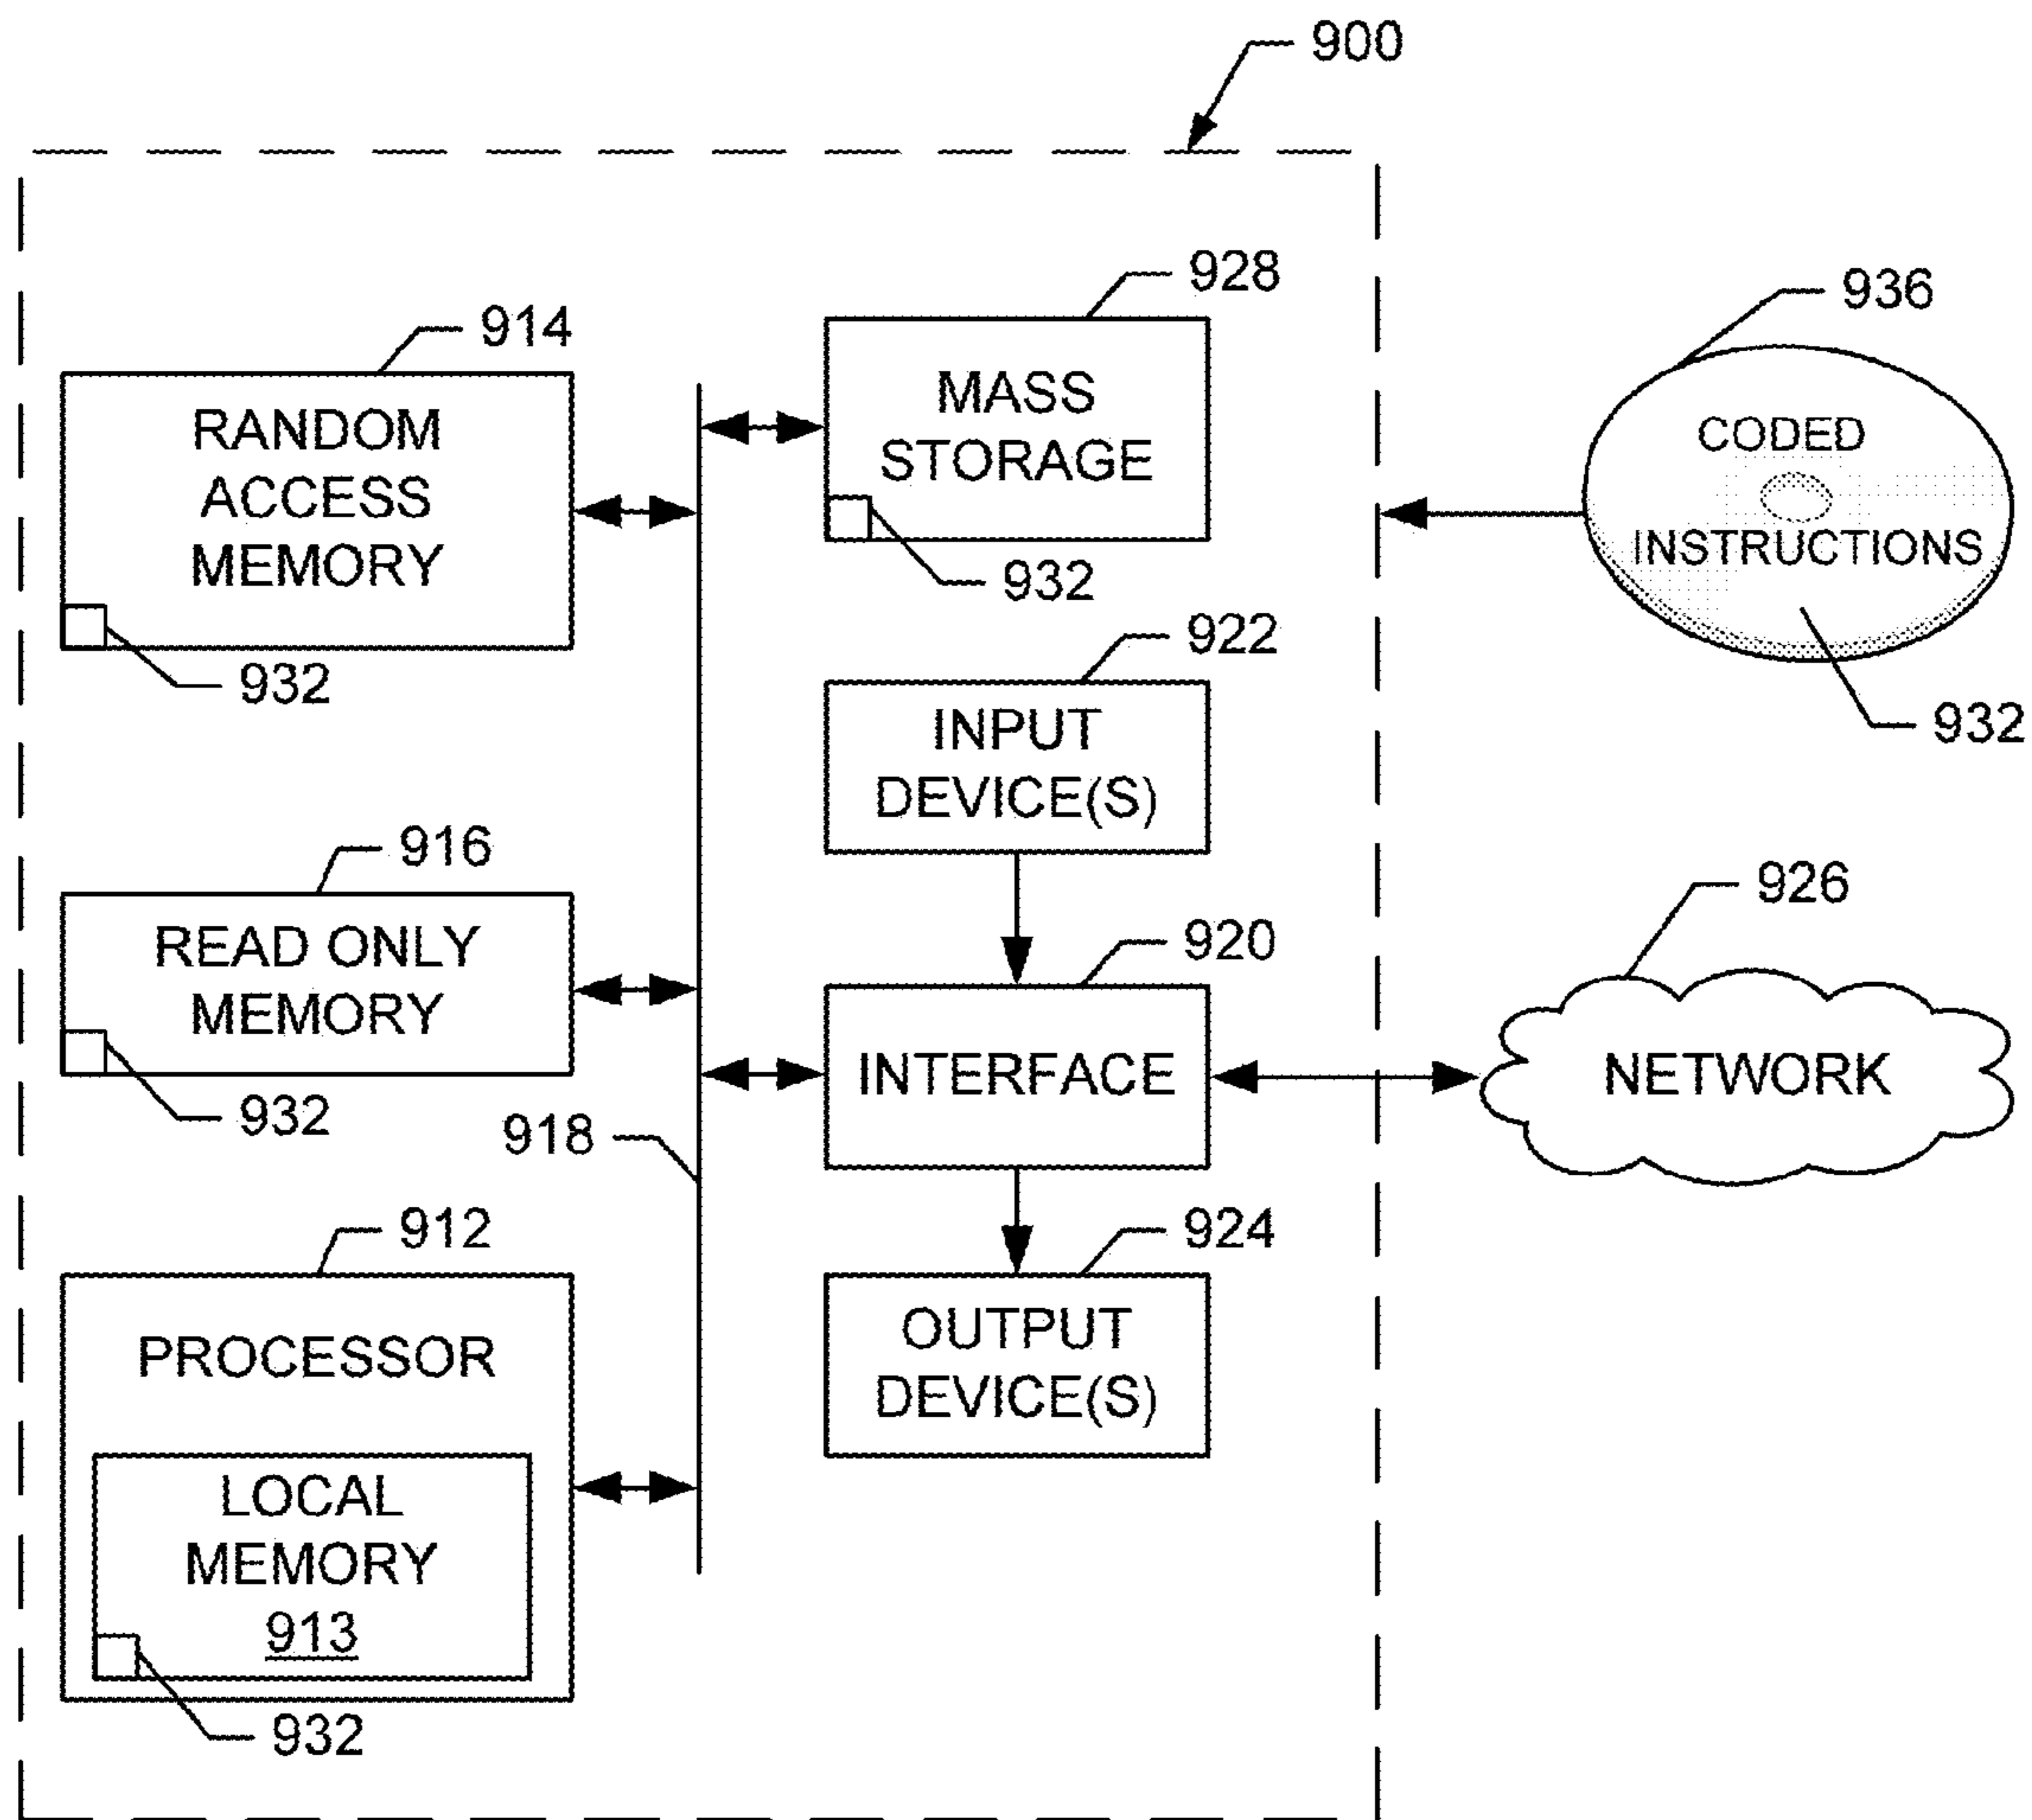 900
928
MASS
STORAGE
932
914
RANDOM
ACCESS
MEMORY
932
936
CODED
INSTRUCTIONS
932
922
INPUT
DEVICE(S)
916
READ ONLY
MEMORY
932
920
INTERFACE
926
NETWORK
918
912
PROCESSOR
LOCAL
MEMORY
913
932
924
OUTPUT
DEVICE(S)